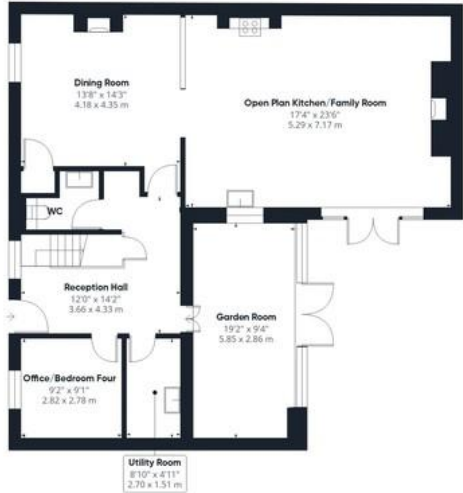 Dining Room
13'8" x 14'3"
4.18 x 4.35 m
Open Plan Kitchen/Family Room
17'4" x 23'6"
5.29 x 7.17 m
WC
Reception Hall
12'0" x 14'2"
3.66 x 4.33 m
Garden Room
19'2" x 9'4"
5.85 x 2.86 m
Office/Bedroom Four
9'2" x 9'1"
2.82 x 2.78 m
Utility Room
8'10" x 4'11"
2.70 x 1.51 m